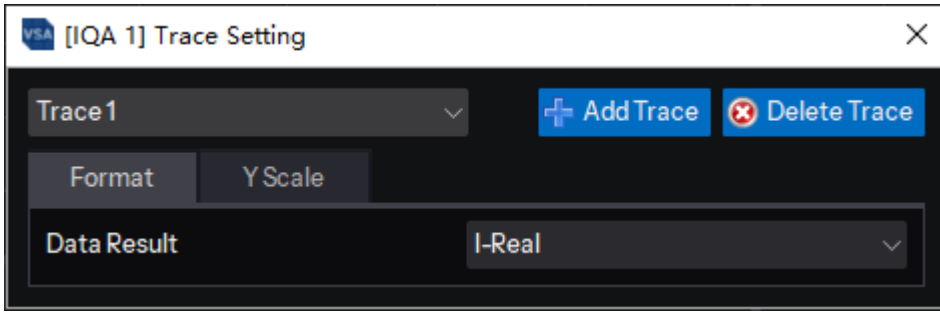 VSA [IQA 1] Trace Setting
Trace 1 Add Trace Delete Trace
Format Y Scale
Data Result I-Real